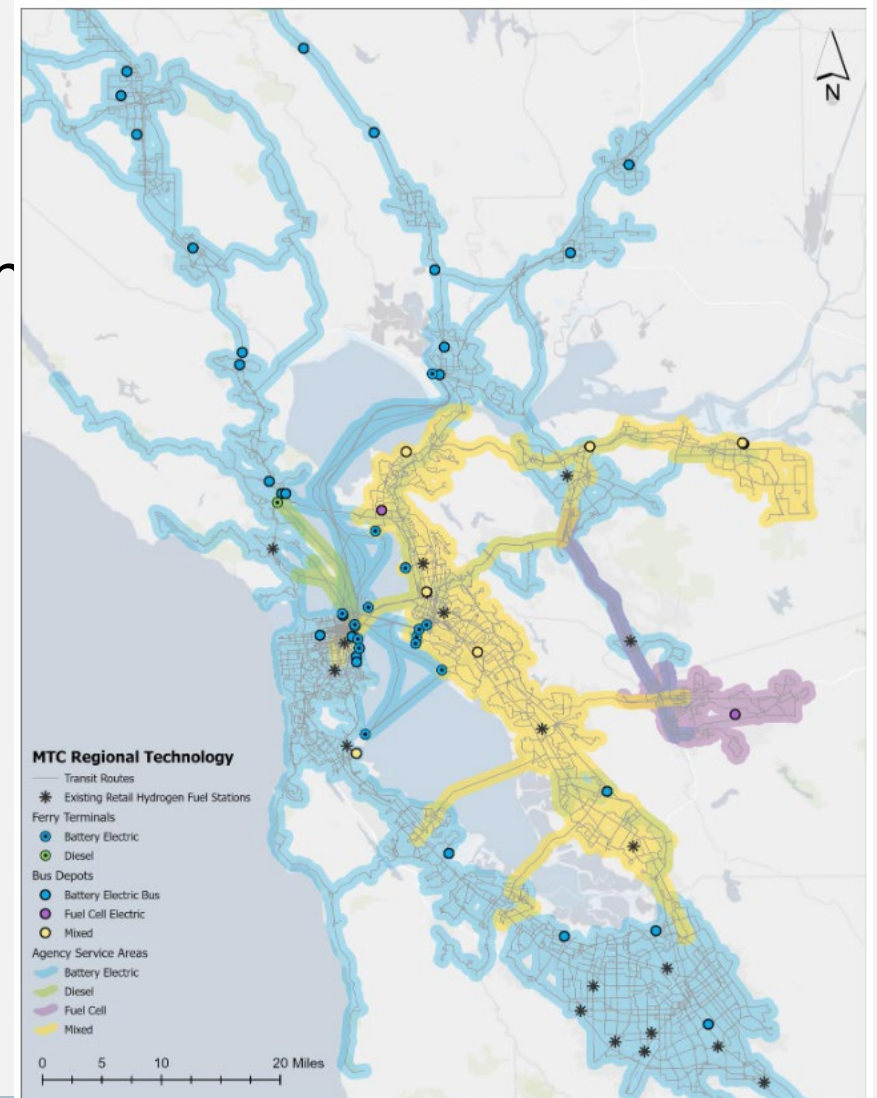 N
MTC Regional Technology
Transit Routes
Existing Retail Hydrogen Fuel Stations
Ferry Terminals
Battery Electric
Diesel
Bus Depots
Battery Electric Bus
Fuel Cell Electric
Mixed
Agency Service Areas
Battery Electric
Diesel
Fuel Cell
Mixed
0 5 10 20 Miles